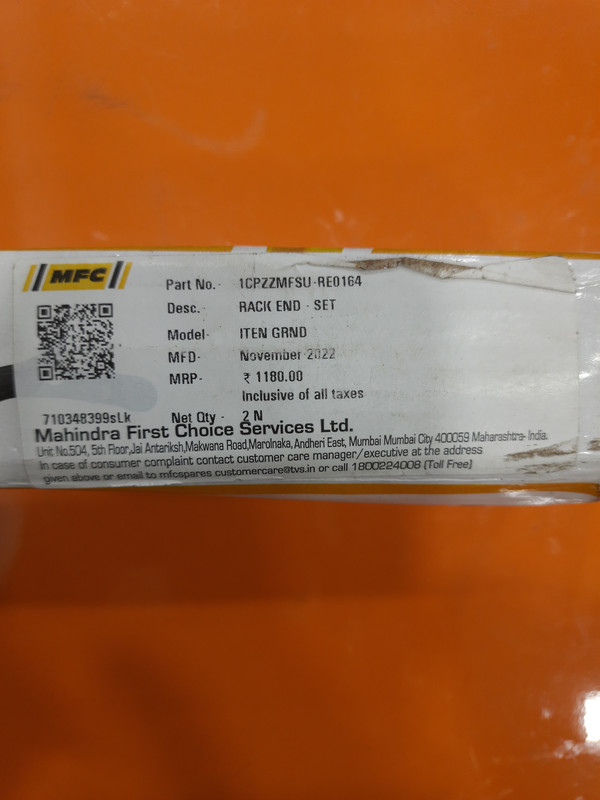 MFC
Part No.- 1CPZZMFSU-RE0164
Desc.- RACK END - SET
Model- ITEN GRND
MFD- November-2022
MRP- ₹ 1180.00
Inclusive of all taxes
710348399sLk
Net Qty - 2 N
Mahindra First Choice Services Ltd.
Unit No.504, 5th Floor,Jai Antariksh,Makwana Road,Marolnaka, Andheri East, Mumbai Mumbai City 400059 Maharashtra- India.
In case of consumer complaint contact customer care manager/executive at the address
given above or email to mfcspares customercare@tvs.in or call 1800224008 (Toll Free)